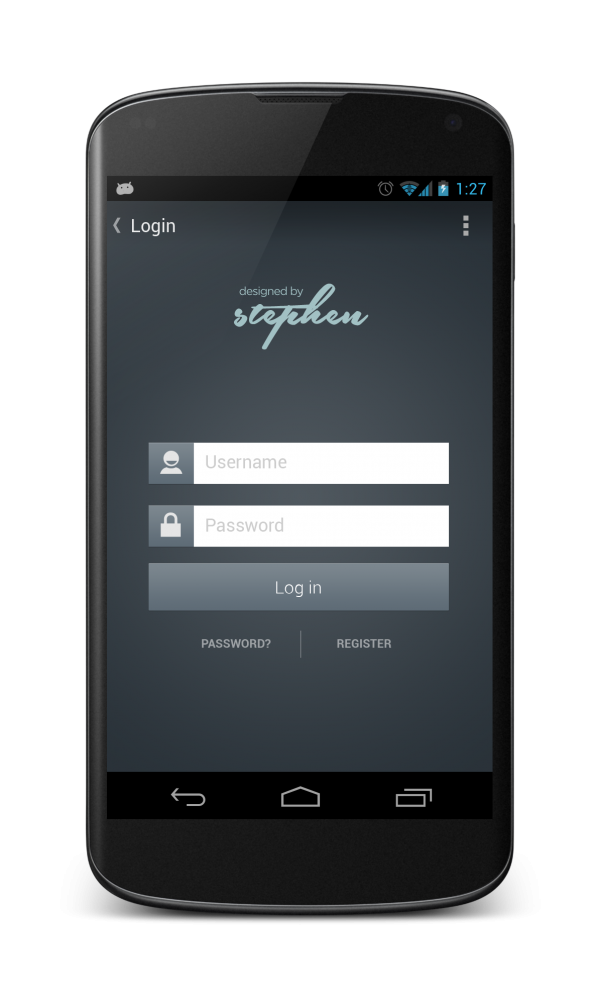 1:27
Login
designed by
stephen
Username
Password
Log in
PASSWORD? REGISTER